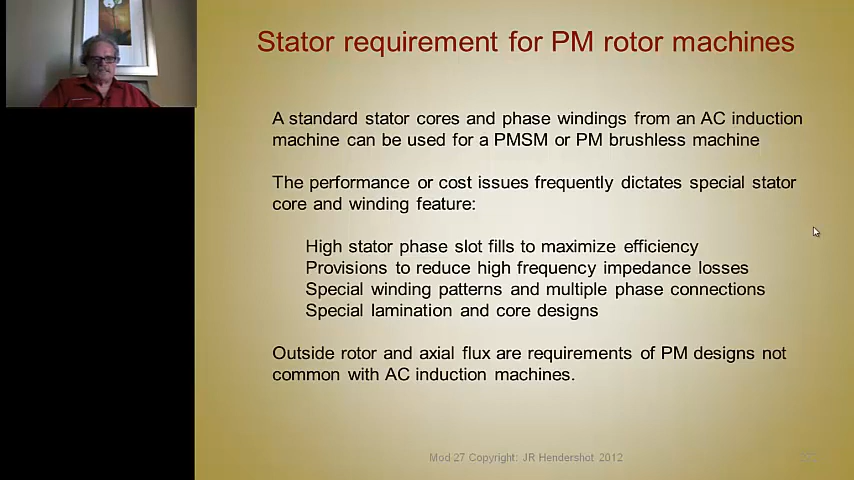 Stator requirement for PM rotor machines
A standard stator cores and phase windings from an AC induction
machine can be used for a PMSM or PM brushless machine
The performance or cost issues frequently dictates special stator
core and winding feature:
High stator phase slot fills to maximize efficiency
Provisions to reduce high frequency impedance losses
Special winding patterns and multiple phase connections
Special lamination and core designs
Outside rotor and axial flux are requirements of PM designs not
common with AC induction machines.
Mod 27 Copyright: JR Hendershot 2012